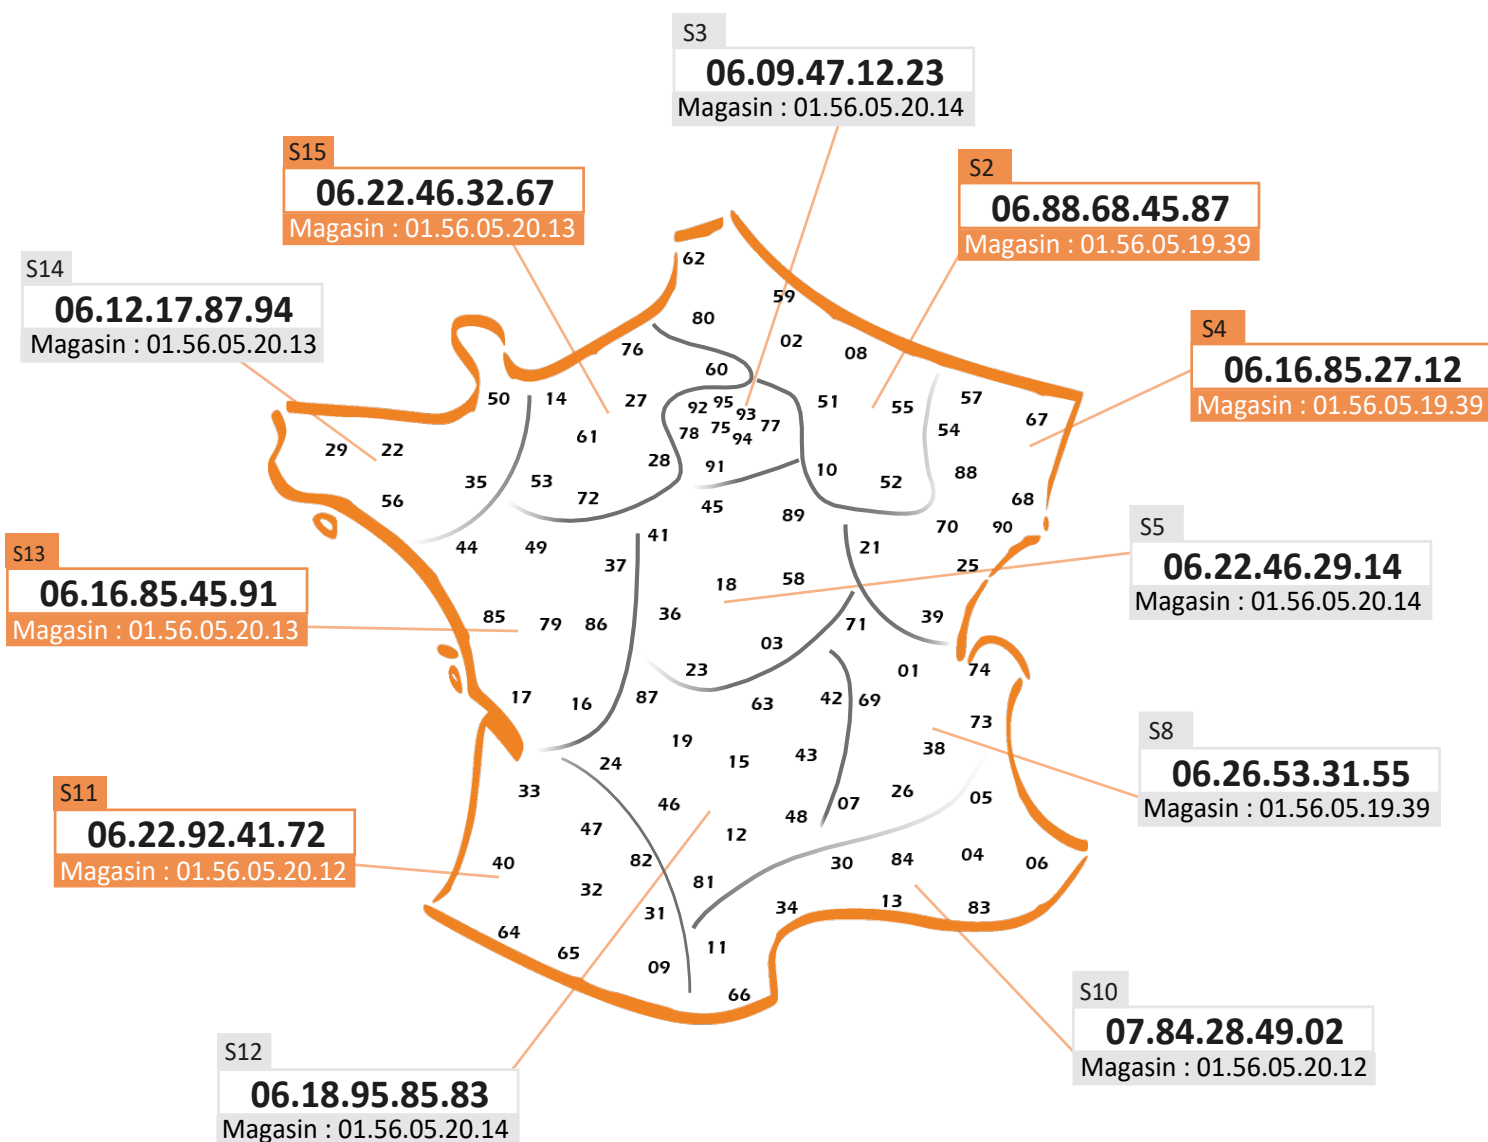 S3
06.09.47.12.23
Magasin : 01.56.05.20.14
S15
06.22.46.32.67
Magasin : 01.56.05.20.13
S2
06.88.68.45.87
Magasin : 01.56.05.19.39
S14
06.12.17.87.94
Magasin : 01.56.05.20.13
S4
06.16.85.27.12
Magasin : 01.56.05.19.39
62
59
80
02
76
08
60
50 14 27 92 95 93 51 55 57
78 75 94 77 54 67
29 22 61
28 91 10 88
56 35 53 72 52 68
45 89
70 90
44 49 41 21
37 25
18 58
S13
06.16.85.45.91
Magasin : 01.56.05.20.13
S5
06.22.46.29.14
Magasin : 01.56.05.20.14
85 79 86 36 71 39
03
23 01 74
17 16 87 63 42 69
73
19 15 43 38
24
33 46 48 07 26 05
S8
06.26.53.31.55
Magasin : 01.56.05.19.39
S11
06.22.92.41.72
Magasin : 01.56.05.20.12
47 12
40 82 30 84 04 06
32 81
31 34 13 83
64 65 11
09
66
S10
07.84.28.49.02
Magasin : 01.56.05.20.12
S12
06.18.95.85.83
Magasin : 01.56.05.20.14